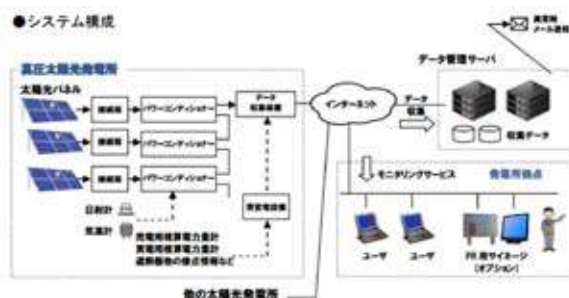 ●システム構成
異常時
メール送信
データ管理サーバ
高圧太陽光発電所
太陽光パネル
接続箱
パワーコンディショナー
データ
収集装置
インターネット
データ
収集
収集データ
接続箱
パワーコンディショナー
接続箱
パワーコンディショナー
モニタリングサービス
発電所拠点
日射計
気温計
受変電設備
売電用積算電力量計
買電用積算電力量計
遮断器他の接点情報など
ユーザ
ユーザ
PR用サイネージ
(オプション)
他の太陽光発電所